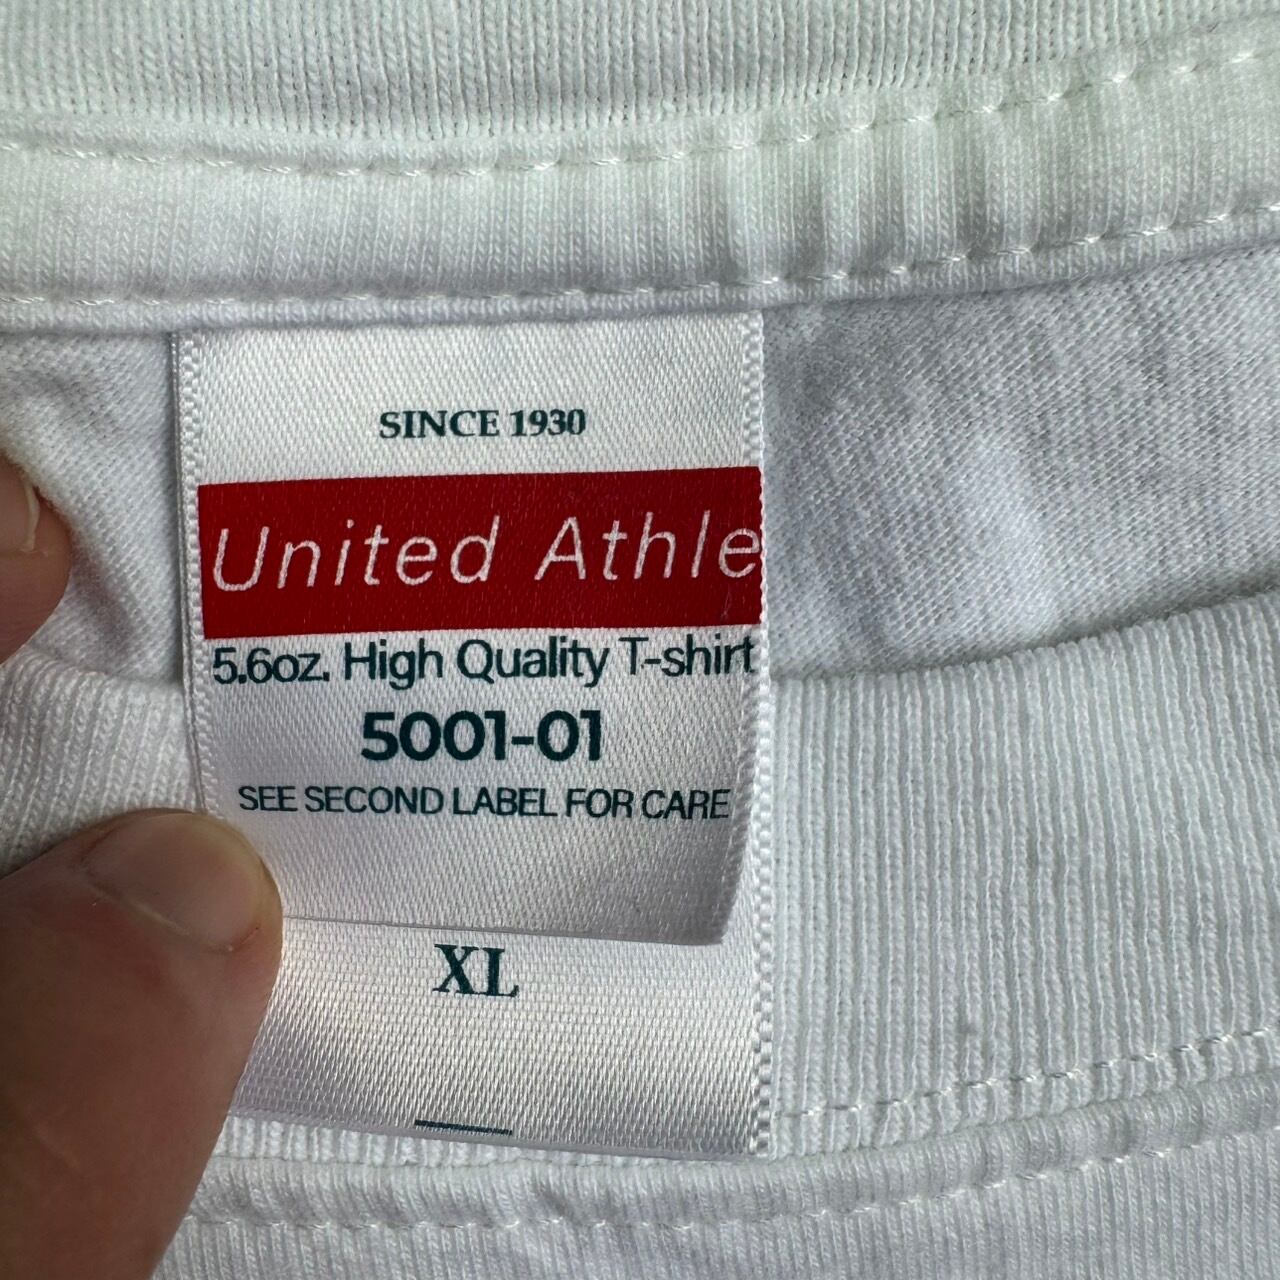 SINCE 1930
United Athle
5.6oz. High Quality T-shirt
5001-01
SEE SECOND LABEL FOR CARE
XL